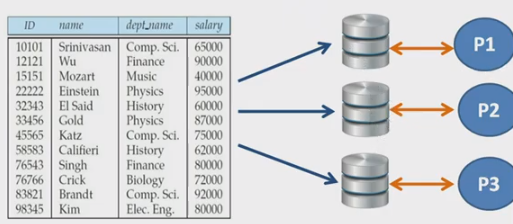 ID name dept_name salary
10101 Srinivasan Comp. Sci. 65000
12121 Wu Finance 90000
15151 Mozart Music 40000
22222 Einstein Physics 95000
32343 El Said History 60000
33456 Gold Physics 87000
45565 Katz Comp. Sci. 75000
58583 Califieri History 62000
76543 Singh Finance 80000
76766 Crick Biology 72000
83821 Brandt Comp. Sci. 92000
98345 Kim Elec. Eng. 80000
P1
P2
P3